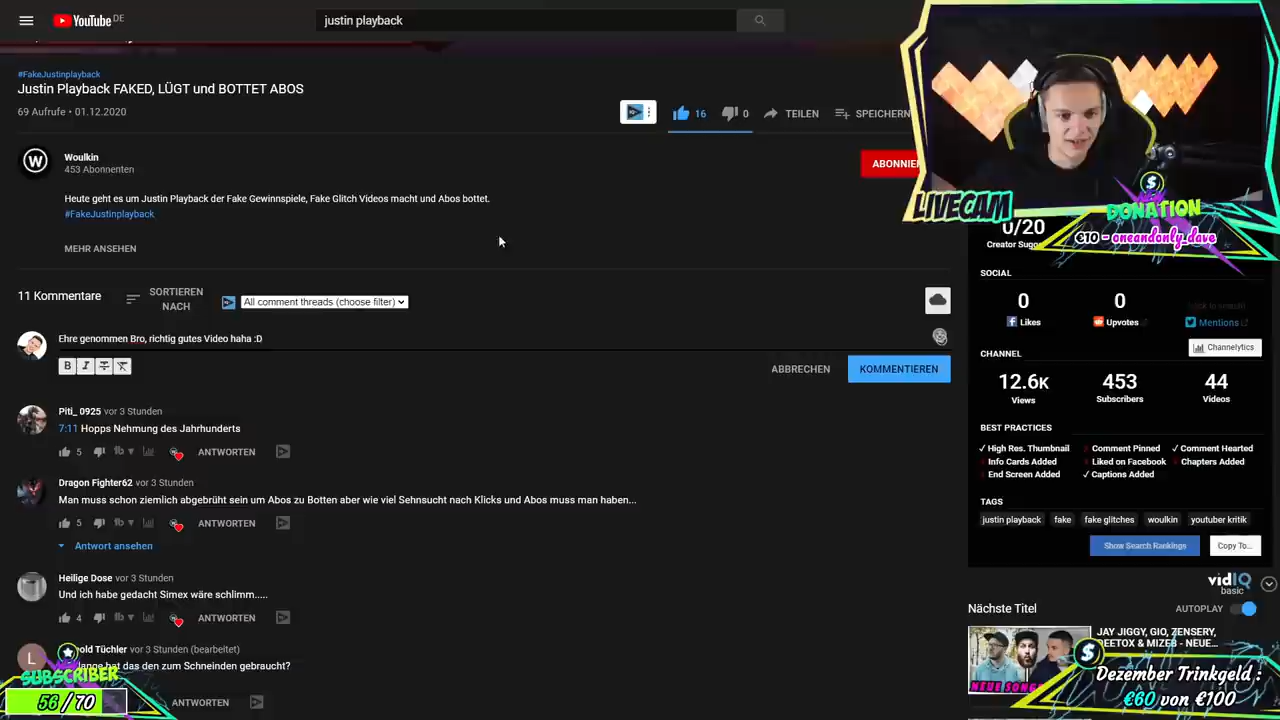 YouTube DE
justin playback
#FakeJustinplayback
Justin Playback FAKED, LÜGT und BOTTET ABOS
69 Aufrufe • 01.12.2020
16
0
TEILEN
SPEICHERN
Woulkin
453 Abonnenten
ABONNIE
Heute geht es um Justin Playback der Fake Gewinnspiele, Fake Glitch Videos macht und Abos bottet.
#FakeJustinplayback
MEHR ANSEHEN
11 Kommentare
SORTIEREN NACH
All comment threads (choose filter)
Ehre genommen Bro, richtig gutes Video haha :D
B I T
ABBRECHEN
KOMMENTIEREN
Piti_ 0925 vor 3 Stunden
7:11 Hopps Nehmung des Jahrhunderts
5
ANTWORTEN
Dragon Fighter62 vor 3 Stunden
Man muss schon ziemlich abgebrüht sein um Abos zu Botten aber wie viel Sehnsucht nach Klicks und Abos muss man haben...
5
ANTWORTEN
Antwort ansehen
Heilige Dose vor 3 Stunden
Und ich habe gedacht Simex wäre schlimm.....
4
ANTWORTEN
L
old Tüchler vor 3 Stunden (bearbeitet)
lange hat das den zum Schneinden gebraucht?
ANTWORTEN
SUBSCRIBER
56 / 70
LIVECAM
DONATION
€10 - oneandonly_dave
0/20
SOCIAL
0
0
Likes
Upvotes
Mentions
Channelytics
CHANNEL
12.6K
453
44
Views
Subscribers
Videos
BEST PRACTICES
High Res. Thumbnail
Comment Pinned
Comment Hearted
Info Cards Added
Liked on Facebook
Chapters Added
End Screen Added
Captions Added
TAGS
justin playback
fake
fake glitches
woulkin
youtuber kritik
Show Search Rankings
Copy To...
vidIQ
basic
Nächste Titel
AUTOPLAY
JAY JIGGY, GIO, ZENSERY,
EETOX & MIZEB - NEUE...
NEUE SONG
Dezember Trinkgeld :
€60 von €100